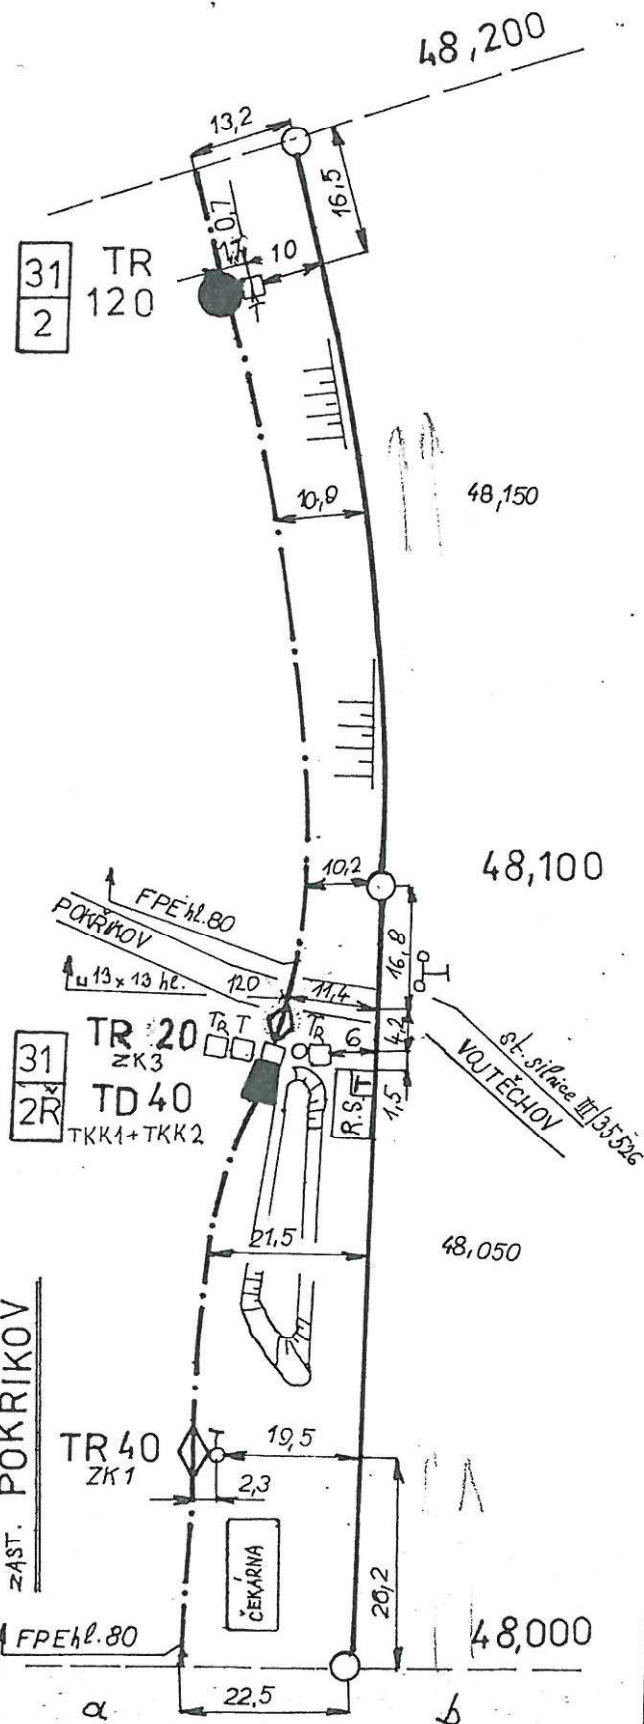 48,200
13,2
16,5
0,7
10
31
2
TR
120
T
10,9
48,150
10,2
48,100
FPE hl.80
POKŘIKOV
13 x 13 hl.
120
11,4
16,8
4,2
1,5
TR 20
ZK3
TR
T
TR
6
31
2Ř
TD 40
TKK1+TKK2
R.S.
T
st. silnice III/35526
VOJTĚCHOV
21,5
48,050
ZAST. POKRIKOV
TR 40
ZK1
T
19,5
2,3
ČEKÁRNA
26,2
FPE hl.80
48,000
22,5
a
b